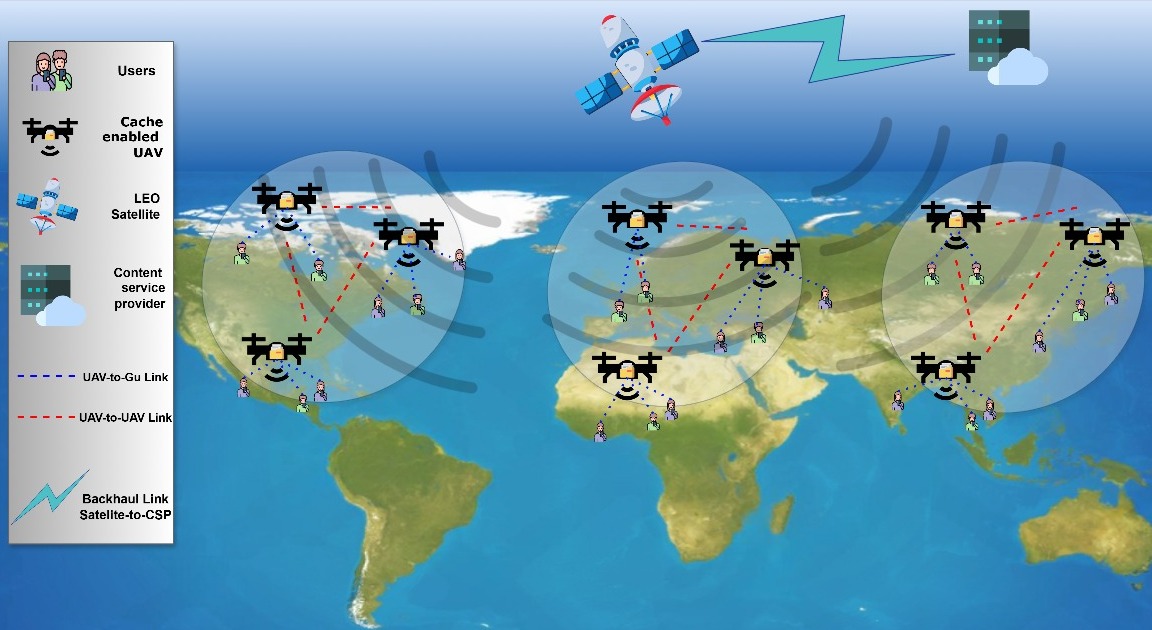 Users
Cache
enabled
UAV
LEO
Satellite
Content
service
provider
UAV-to-Gu Link
UAV-to-UAV Link
Backhaul Link
Satelite-to-CSP